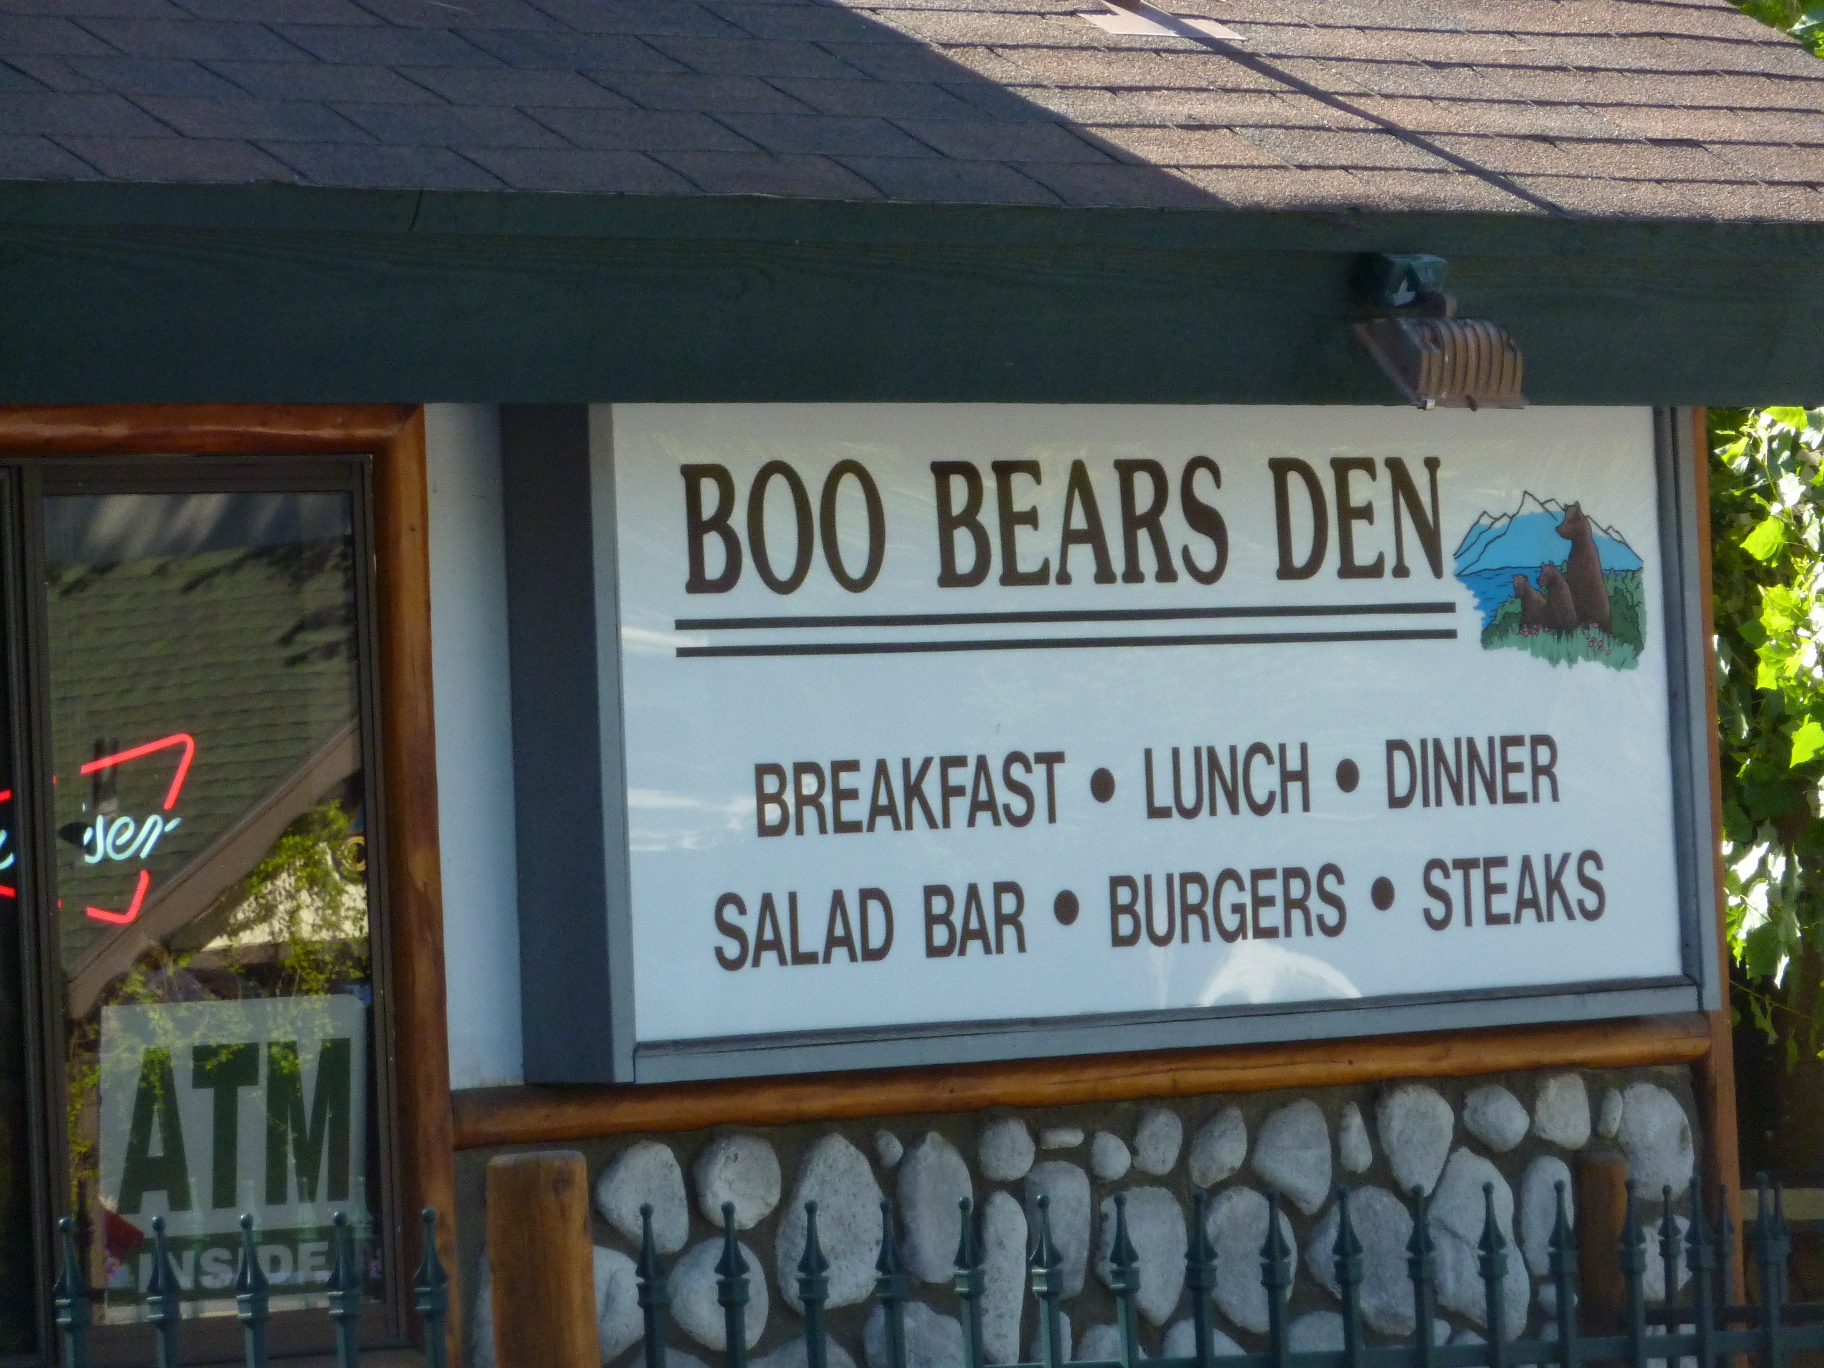 BOO BEARS DEN
BREAKFAST • LUNCH • DINNER
SALAD BAR • BURGERS • STEAKS
ATM
INSIDE